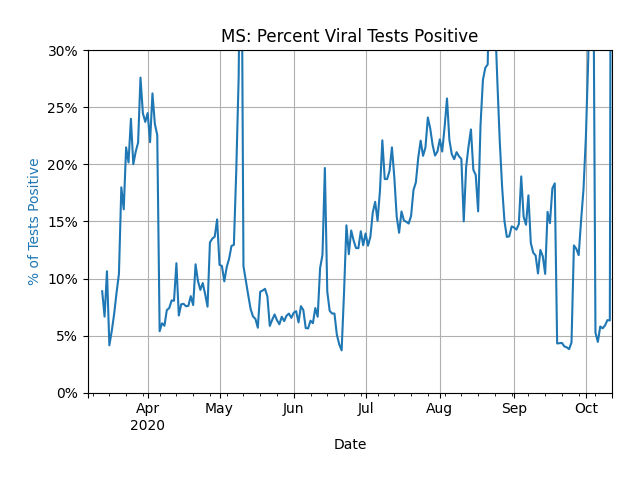 MS: Percent Viral Tests Positive
30%
25%
20%
15%
10%
5%
0%
% of Tests Positive
Apr
2020
May
Jun
Jul
Aug
Sep
Oct
Date